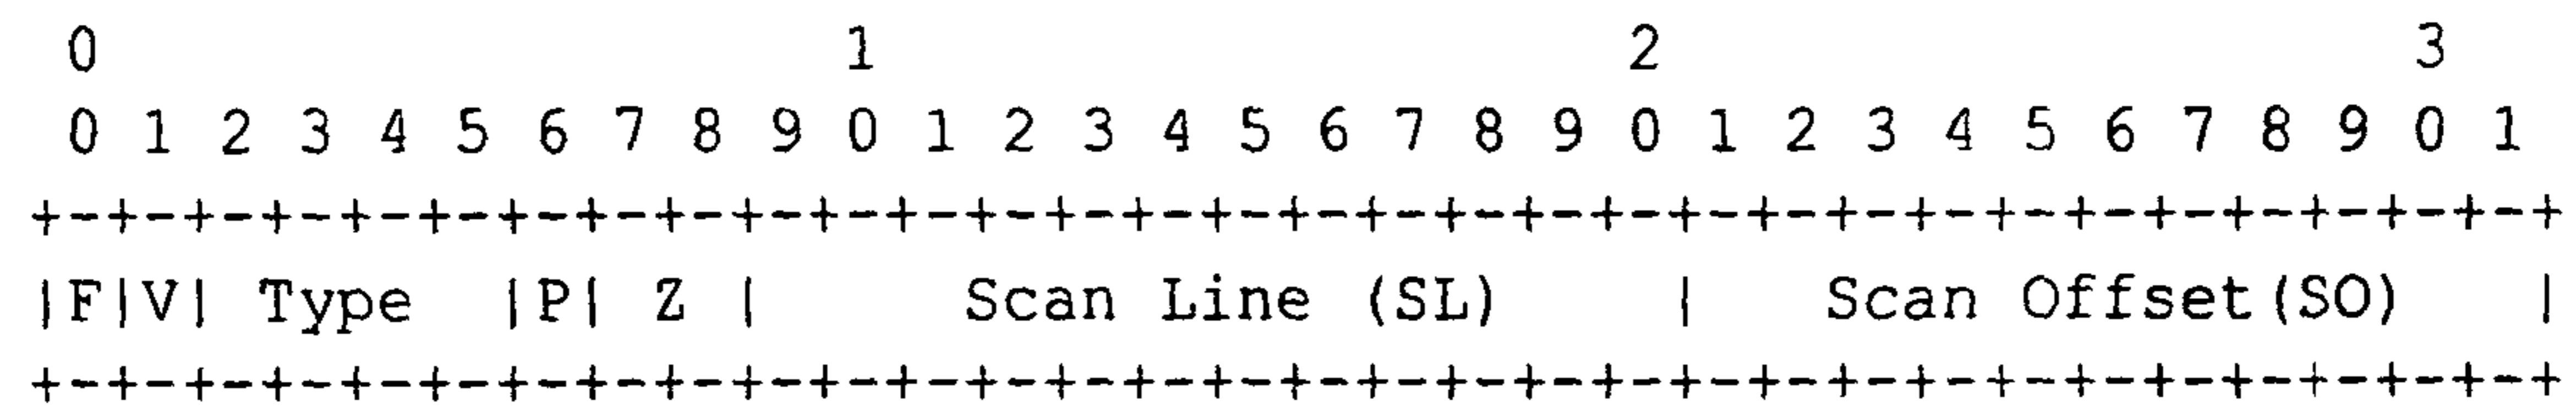 0                   1                   2                   3
 0 1 2 3 4 5 6 7 8 9 0 1 2 3 4 5 6 7 8 9 0 1 2 3 4 5 6 7 8 9 0 1
+-+-+-+-+-+-+-+-+-+-+-+-+-+-+-+-+-+-+-+-+-+-+-+-+-+-+-+-+-+-+-+-+
|F|V| Type  |P| Z |     Scan Line (SL)    |   Scan Offset(SO)   |
+-+-+-+-+-+-+-+-+-+-+-+-+-+-+-+-+-+-+-+-+-+-+-+-+-+-+-+-+-+-+-+-+